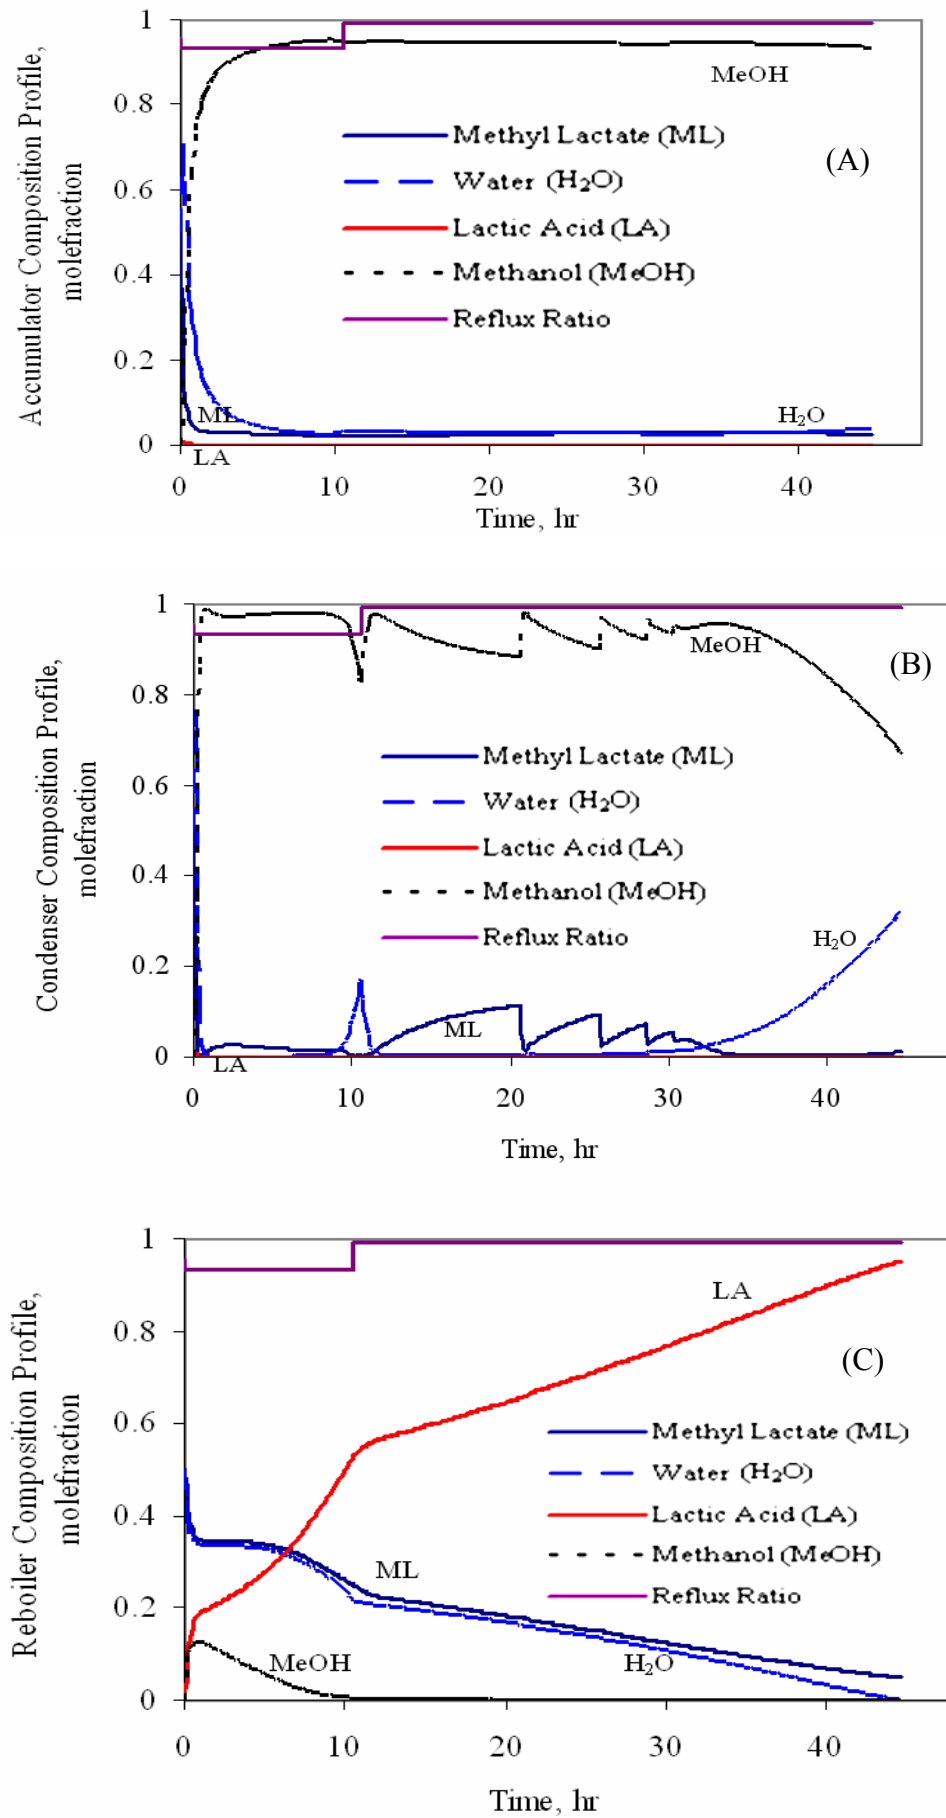 Accumulator Composition Profile,
molefraction
1
0.8
0.6
0.4
0.2
0
MeOH
(A)
Methyl Lactate (ML)
Water (H₂O)
Lactic Acid (LA)
Methanol (MeOH)
Reflux Ratio
ML
H₂O
LA
0 10 20 30 40
Time, hr
Condenser Composition Profile,
molefraction
1
0.8
0.6
0.4
0.2
0
MeOH
(B)
Methyl Lactate (ML)
Water (H₂O)
Lactic Acid (LA)
Methanol (MeOH)
Reflux Ratio
H₂O
ML
LA
0 10 20 30 40
Time, hr
Reboiler Composition Profile,
molefraction
1
0.8
0.6
0.4
0.2
0
LA
(C)
Methyl Lactate (ML)
Water (H₂O)
Lactic Acid (LA)
Methanol (MeOH)
Reflux Ratio
ML
MeOH
H₂O
0 10 20 30 40
Time, hr